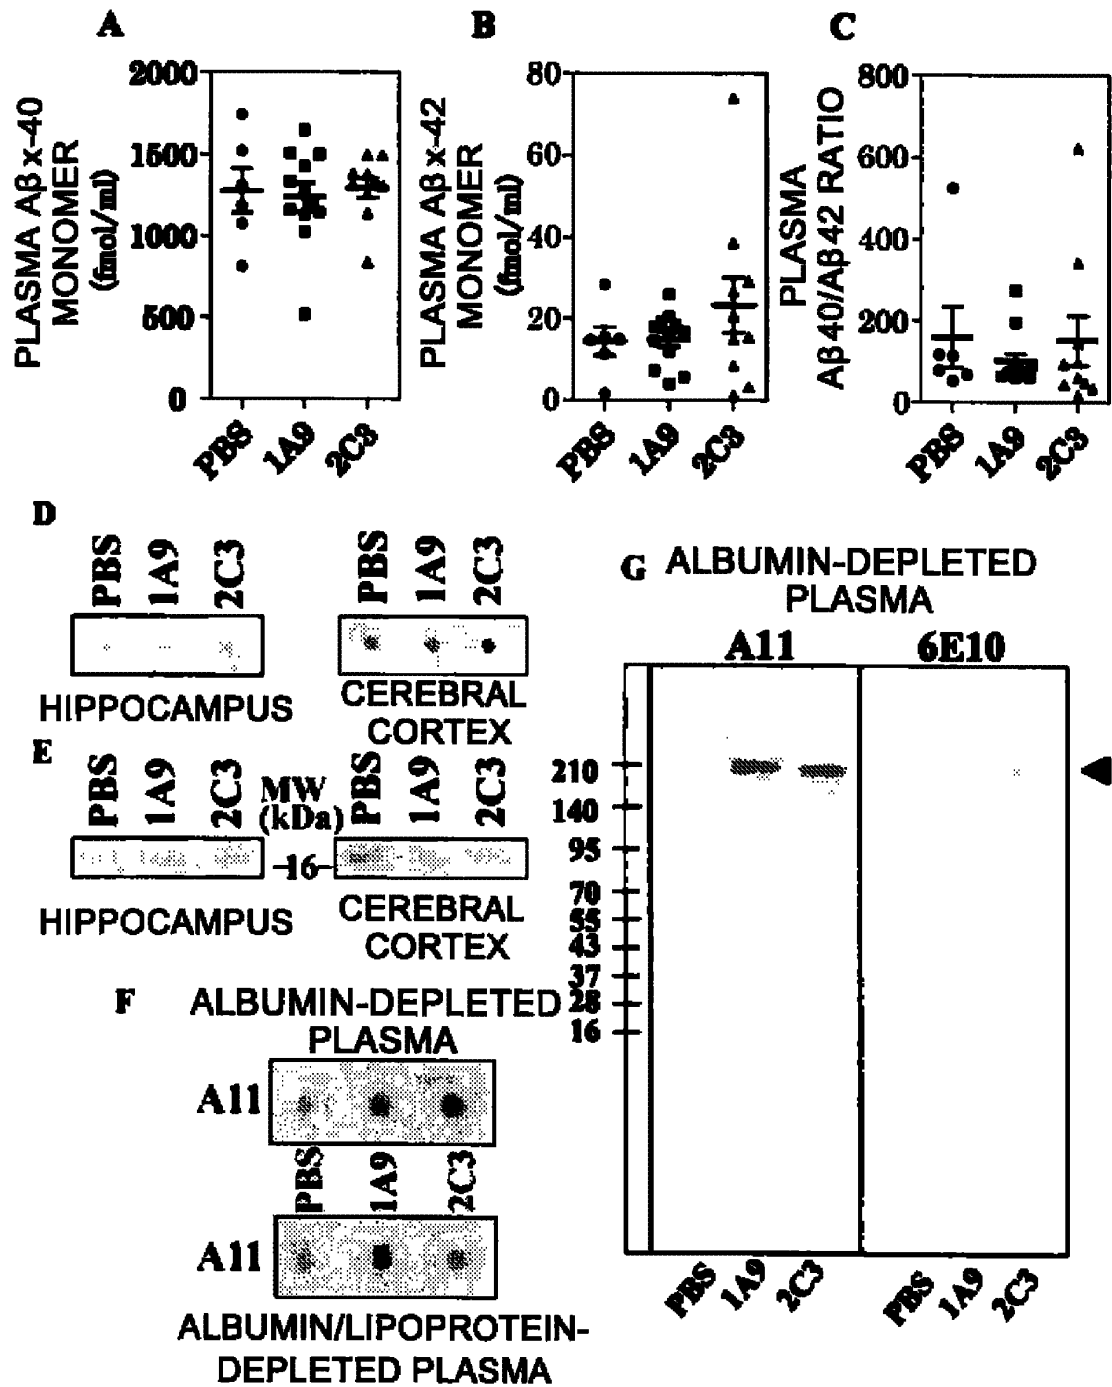 A
PLASMA Aβ x-40
MONOMER
(fmol/ml)
2000
1500
1000
500
0
PBS
1A9
2C3
B
PLASMA Aβ x-42
MONOMER
(fmol/ml)
80
60
40
20
0
PBS
1A9
2C3
C
PLASMA
Aβ40/Aβ42 RATIO
800
600
400
200
0
PBS
1A9
2C3
D
PBS
1A9
2C3
HIPPOCAMPUS
PBS
1A9
2C3
CEREBRAL
CORTEX
E
PBS
1A9
2C3
HIPPOCAMPUS
MW
(kDa)
16
PBS
1A9
2C3
CEREBRAL
CORTEX
F
ALBUMIN-DEPLETED
PLASMA
A11
PBS
1A9
2C3
A11
ALBUMIN/LIPOPROTEIN-
DEPLETED PLASMA
G
ALBUMIN-DEPLETED
PLASMA
A11
6E10
210
140
95
70
55
43
37
28
16
PBS
1A9
2C3
PBS
1A9
2C3